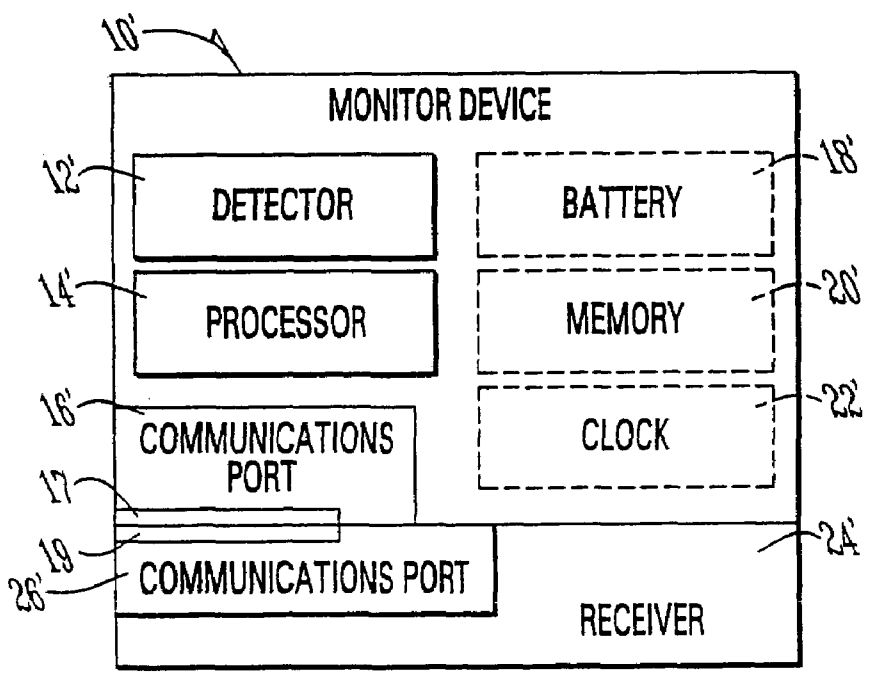 10'
MONITOR DEVICE
12'
DETECTOR
BATTERY
18'
14'
PROCESSOR
MEMORY
20'
16'
COMMUNICATIONS
PORT
CLOCK
22'
17
19
24'
26'
COMMUNICATIONS PORT
RECEIVER